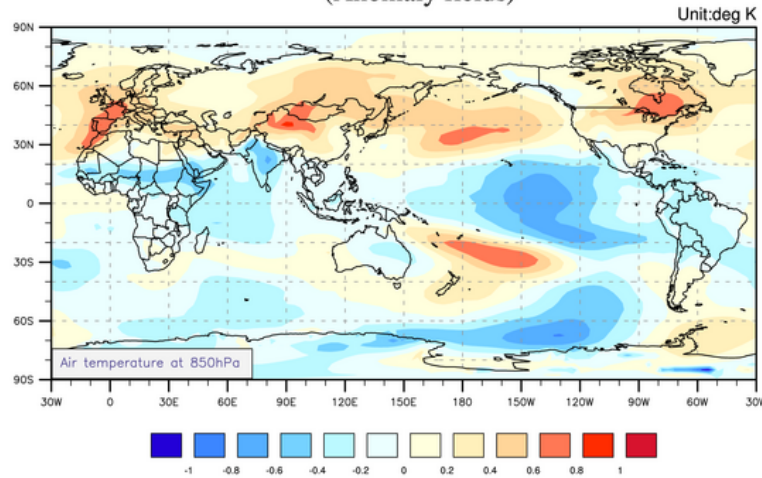 (Anomaly fields)
Unit:deg K
90N
60N
30N
0
30S
60S
90S
Air temperature at 850hPa
30W 0 30E 60E 90E 120E 150E 180 150W 120W 90W 60W 30W
-1 -0.8 -0.6 -0.4 -0.2 0 0.2 0.4 0.6 0.8 1